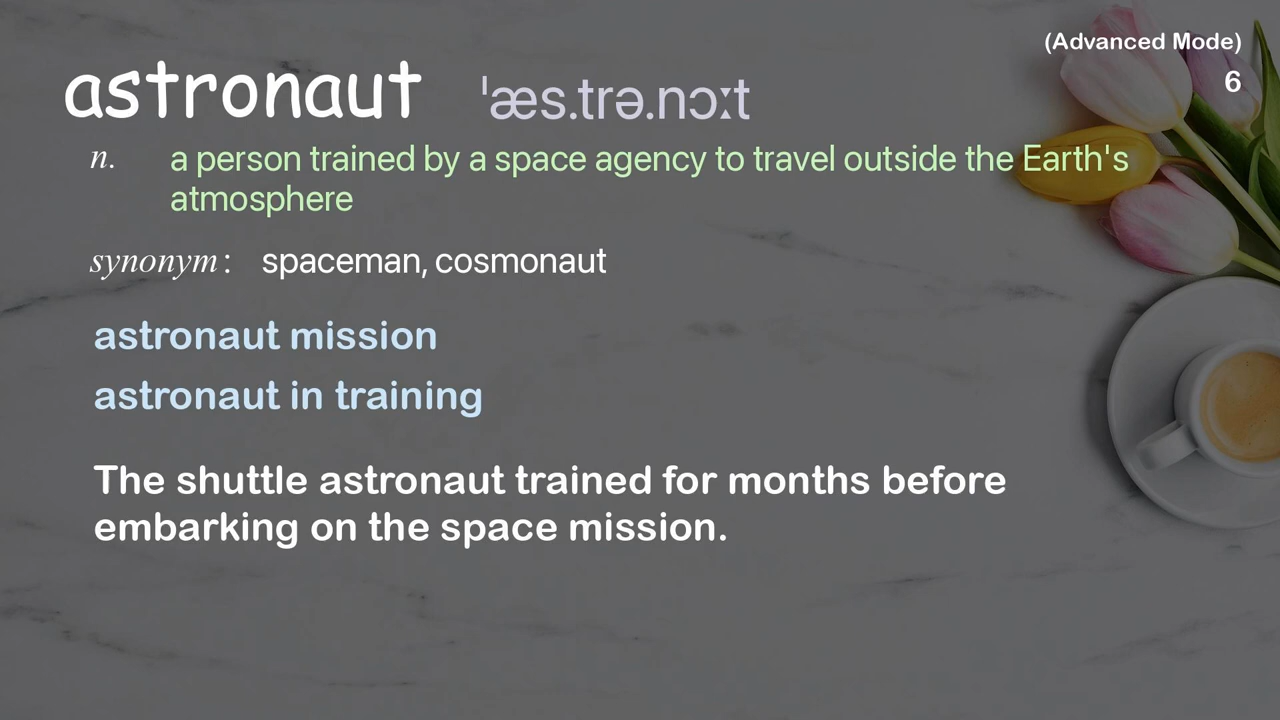 (Advanced Mode)
6
astronaut ˈæs.trə.nɔːt
n. a person trained by a space agency to travel outside the Earth's
atmosphere
synonym: spaceman, cosmonaut
astronaut mission
astronaut in training
The shuttle astronaut trained for months before
embarking on the space mission.